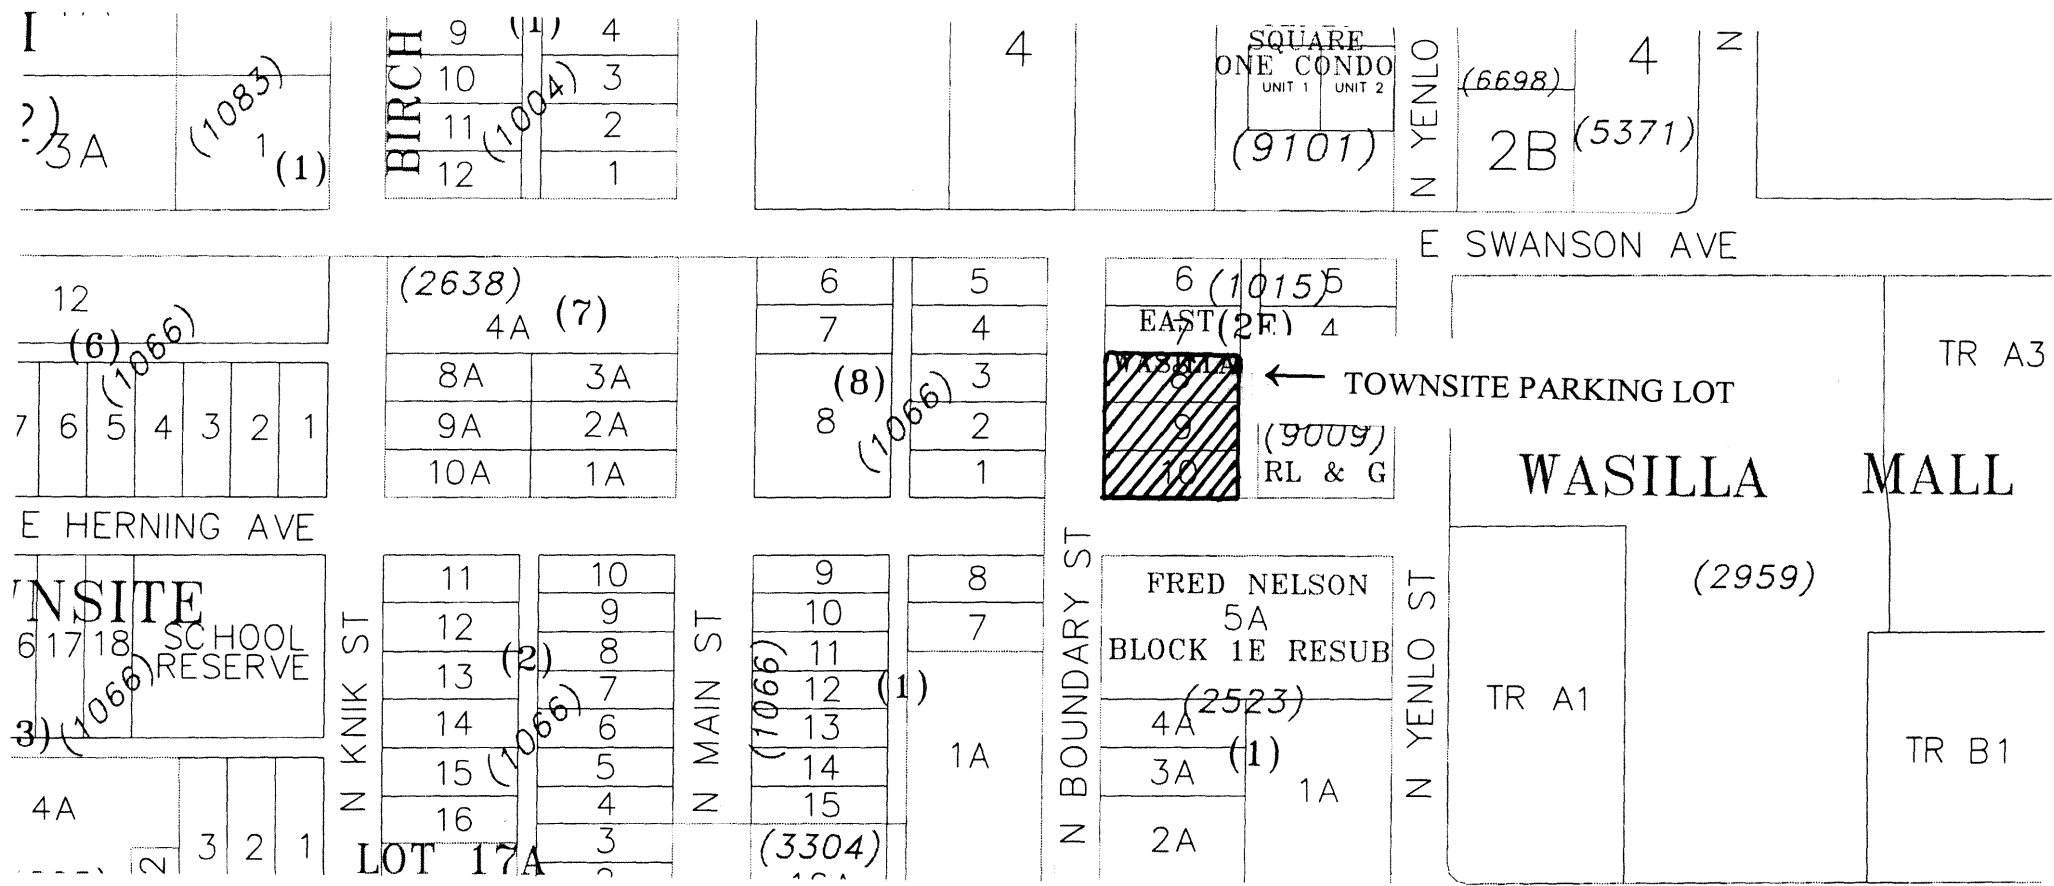 I
3A
(1083)
1
(1)
BIRCH
9
10
11
12
(1)
(1004)
4
3
2
1
4
SQUARE
ONE CONDO
UNIT 1
UNIT 2
(9101)
N YENLO
(6698)
2B
4
(5371)
N
E SWANSON AVE
12
(6)
(1066)
7
6
5
4
3
2
1
(2638)
(7)
4A
8A
3A
9A
2A
10A
1A
6
7
8
(8)
(1066)
5
4
3
2
1
6
(1015)
5
EAST
7
(2E)
4
WASILLA
8
9
10
TOWNSITE PARKING LOT
(9009)
RL & G
TR A3
WASILLA MALL
(2959)
E HERNING AVE
NSITE
6
17
18
SCHOOL
RESERVE
3)
(1066)
4A
2
3
2
1
N KNIK ST
11
12
13
14
15
16
LOT 17A
(2)
(1066)
10
9
8
7
6
5
4
3
N MAIN ST
(1066)
9
10
11
12
13
14
15
(3304)
(1)
8
7
1A
N BOUNDARY ST
FRED NELSON
5A
BLOCK 1E RESUB
(2523)
4A
(1)
3A
1A
2A
N YENLO ST
TR A1
TR B1